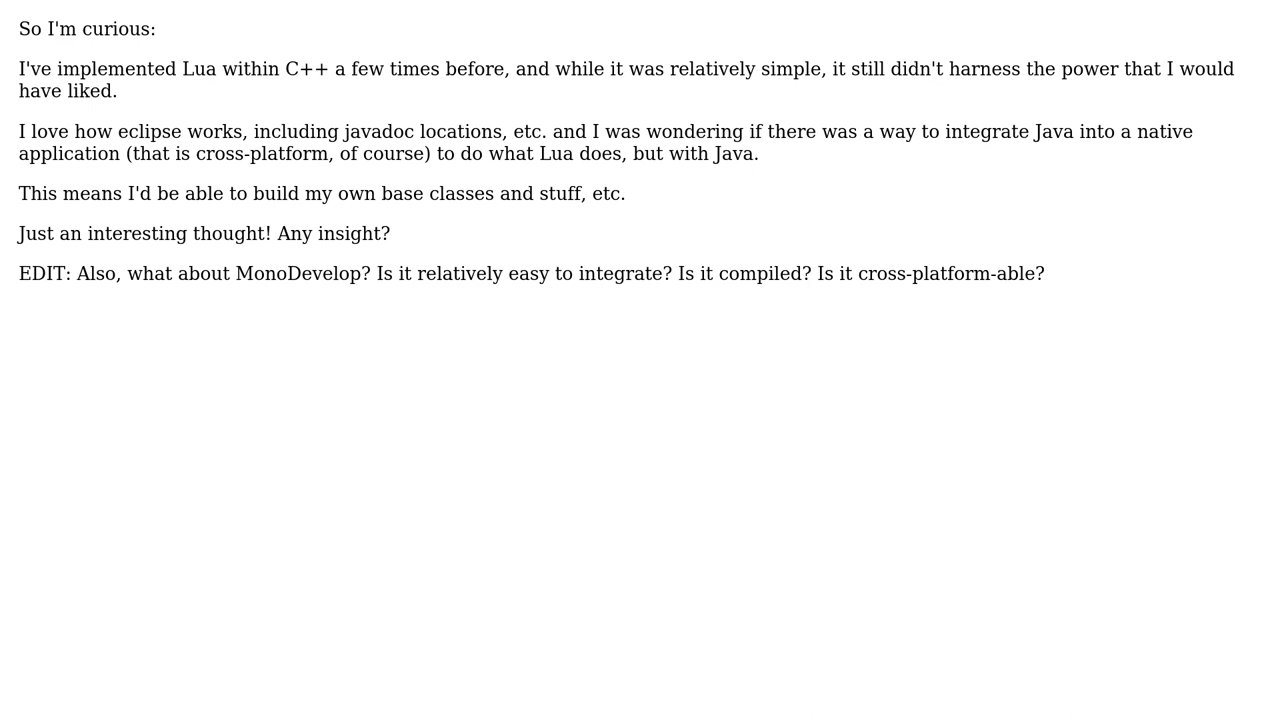 So I'm curious:
I've implemented Lua within C++ a few times before, and while it was relatively simple, it still didn't harness the power that I would
have liked.
I love how eclipse works, including javadoc locations, etc. and I was wondering if there was a way to integrate Java into a native
application (that is cross-platform, of course) to do what Lua does, but with Java.
This means I'd be able to build my own base classes and stuff, etc.
Just an interesting thought! Any insight?
EDIT: Also, what about MonoDevelop? Is it relatively easy to integrate? Is it compiled? Is it cross-platform-able?